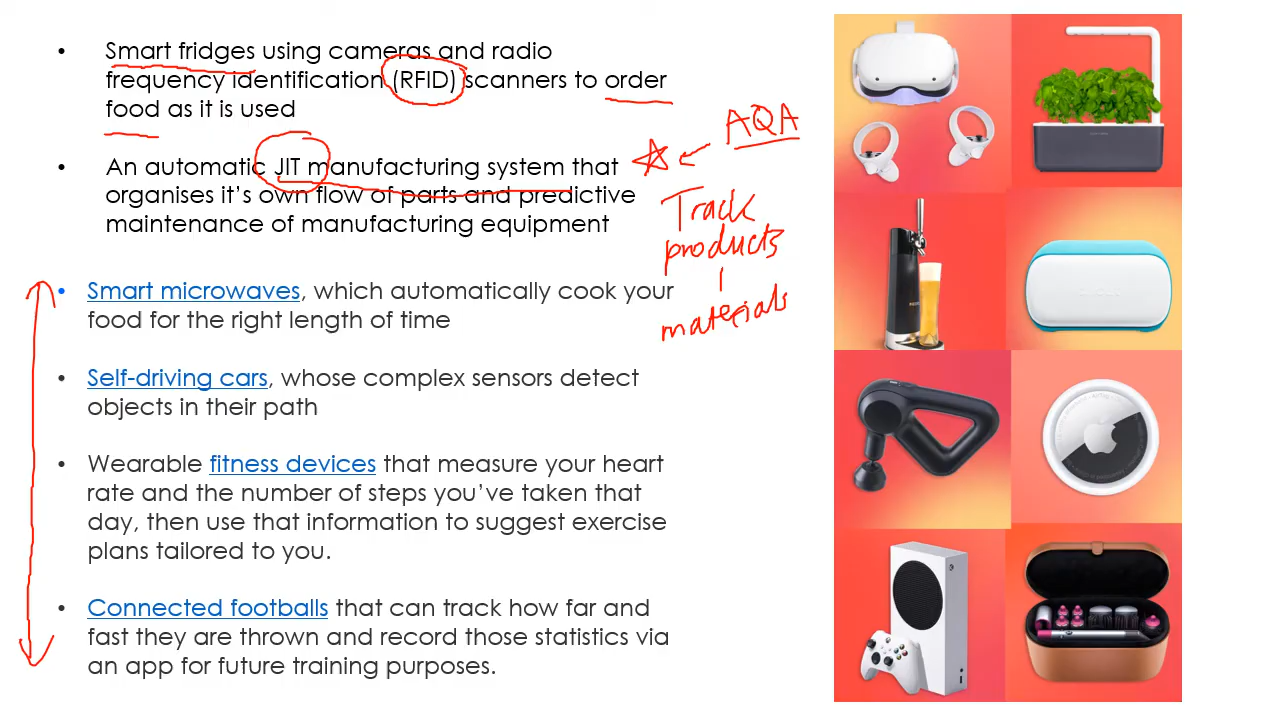 • Smart fridges using cameras and radio
frequency identification (RFID) scanners to order
food as it is used
• An automatic JIT manufacturing system that
organises it's own flow of parts and predictive
maintenance of manufacturing equipment
AQA
Track
products
materials
• Smart microwaves, which automatically cook your
food for the right length of time
• Self-driving cars, whose complex sensors detect
objects in their path
• Wearable fitness devices that measure your heart
rate and the number of steps you've taken that
day, then use that information to suggest exercise
plans tailored to you.
• Connected footballs that can track how far and
fast they are thrown and record those statistics via
an app for future training purposes.